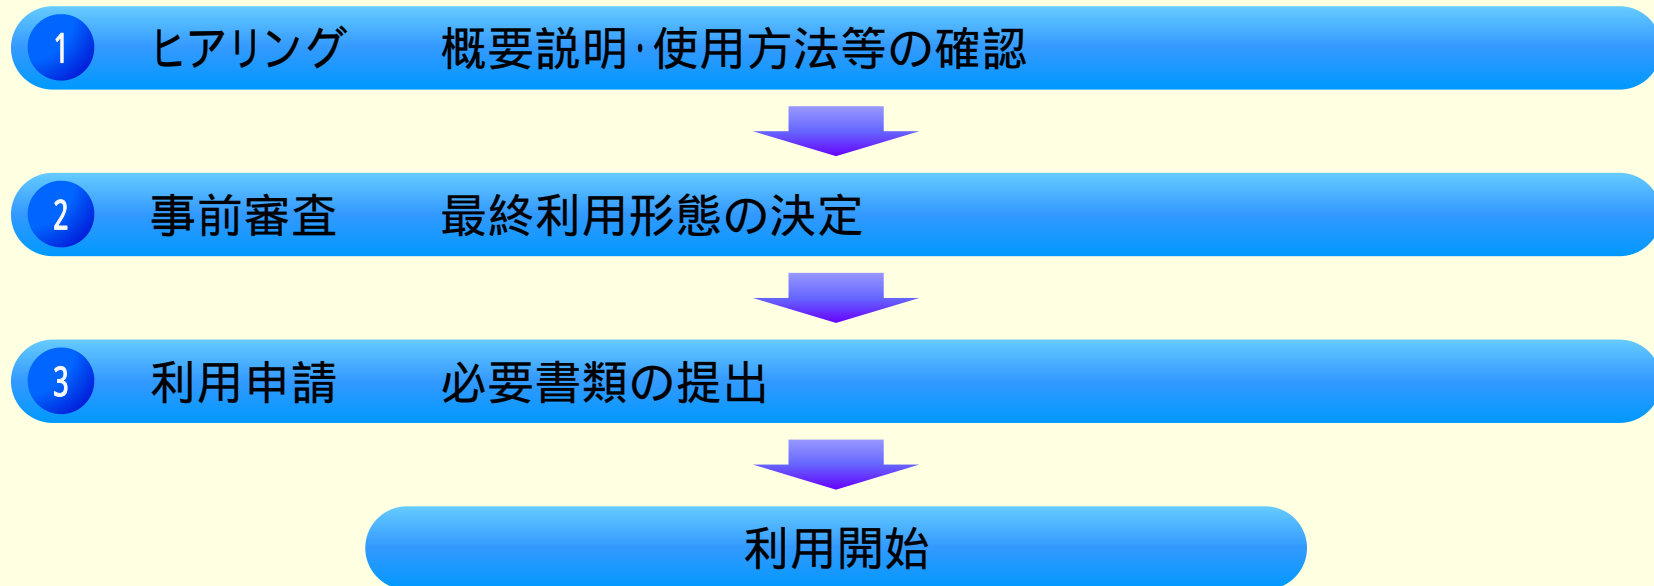 1 ヒアリング 概要説明・使用方法等の確認
2 事前審査 最終利用形態の決定
3 利用申請 必要書類の提出
利用開始